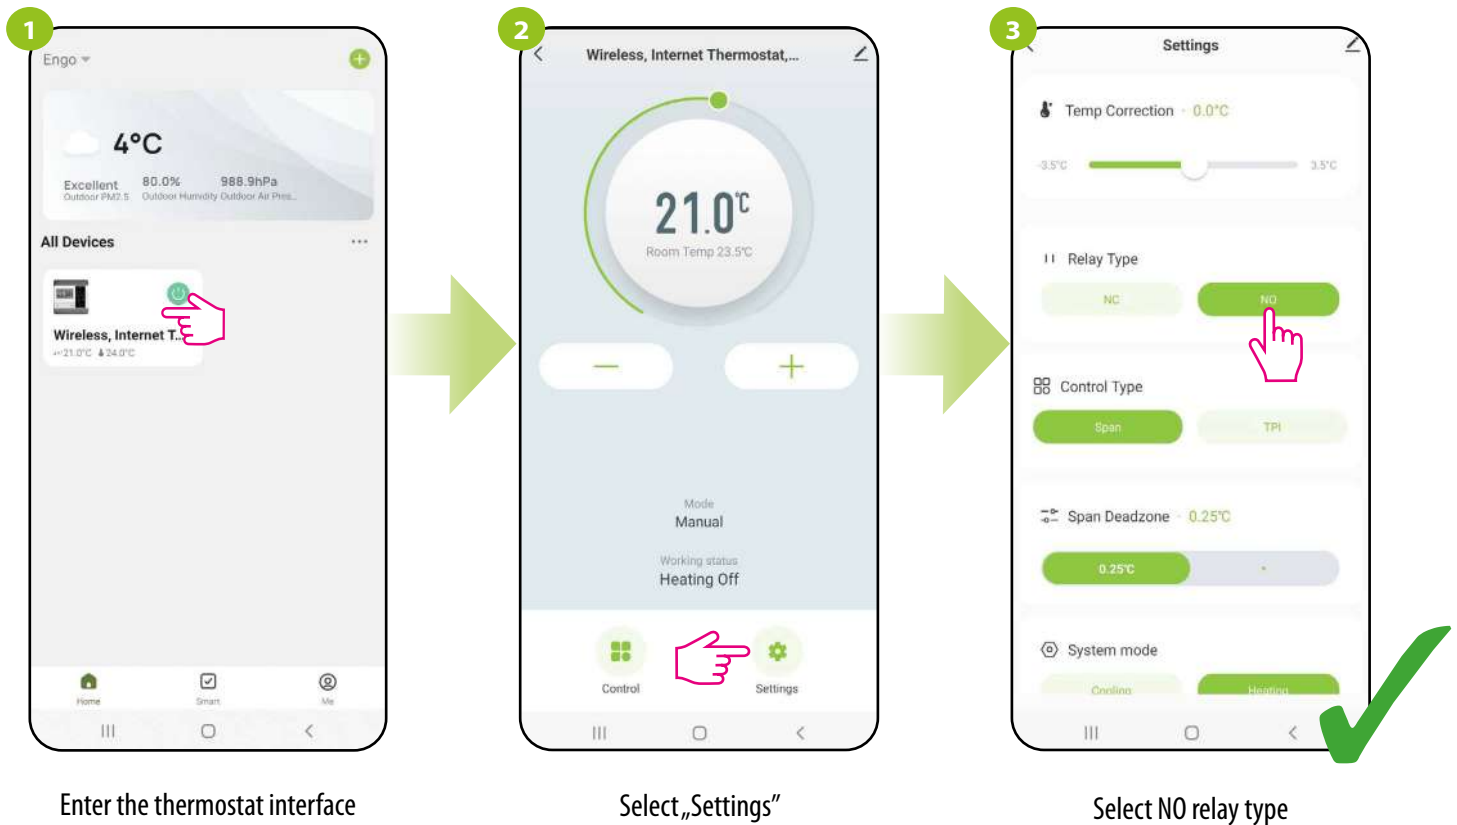 1
Engo
4°C
Excellent
Outdoor PM2.5
80.0%
Outdoor Humidity
988.9hPa
Outdoor Air Pres...
All Devices
...
Wireless, Internet T...
21.0°C 24.0°C
Home
Smart
Me
Enter the thermostat interface
2
Wireless, Internet Thermostat,...
21.0°C
Room Temp 23.5°C
Mode
Manual
Working status
Heating Off
Control
Settings
Select „Settings”
3
Settings
Temp Correction · 0.0°C
-3.5°C
3.5°C
Relay Type
NC
NO
Control Type
Span
TPI
Span Deadzone · 0.25°C
0.25°C
System mode
Cooling
Heating
Select NO relay type